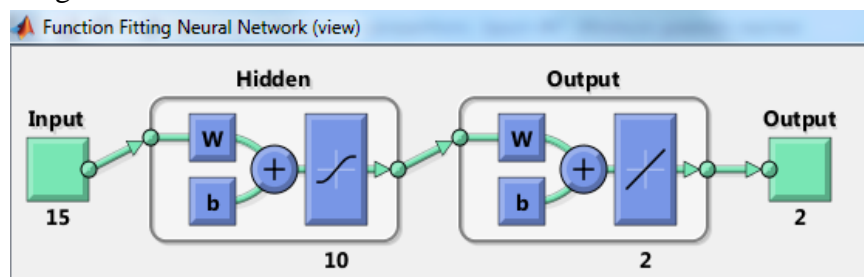 Function Fitting Neural Network (view)
Hidden
Output
Input
Output
W
W
b
b
15
2
10
2